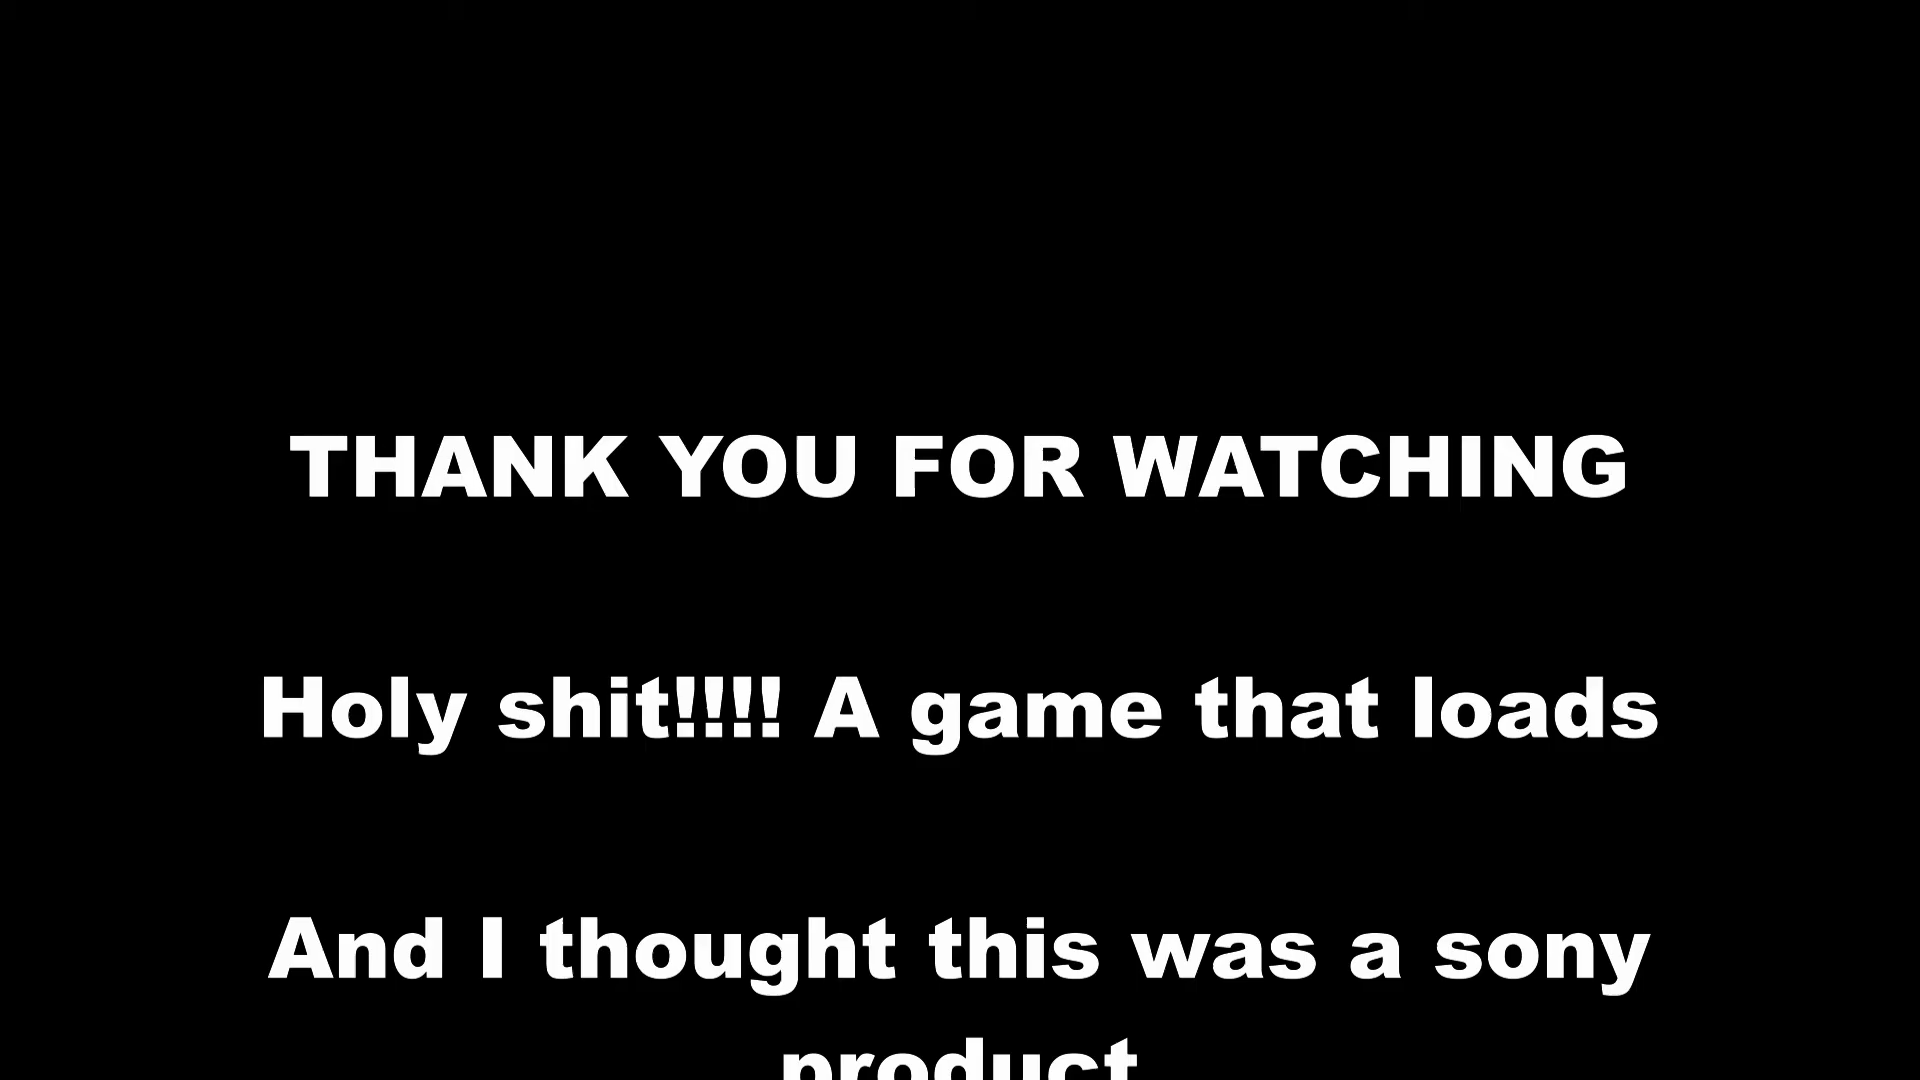 THANK YOU FOR WATCHING
Holy shit!!!! A game that loads
And I thought this was a sony
product